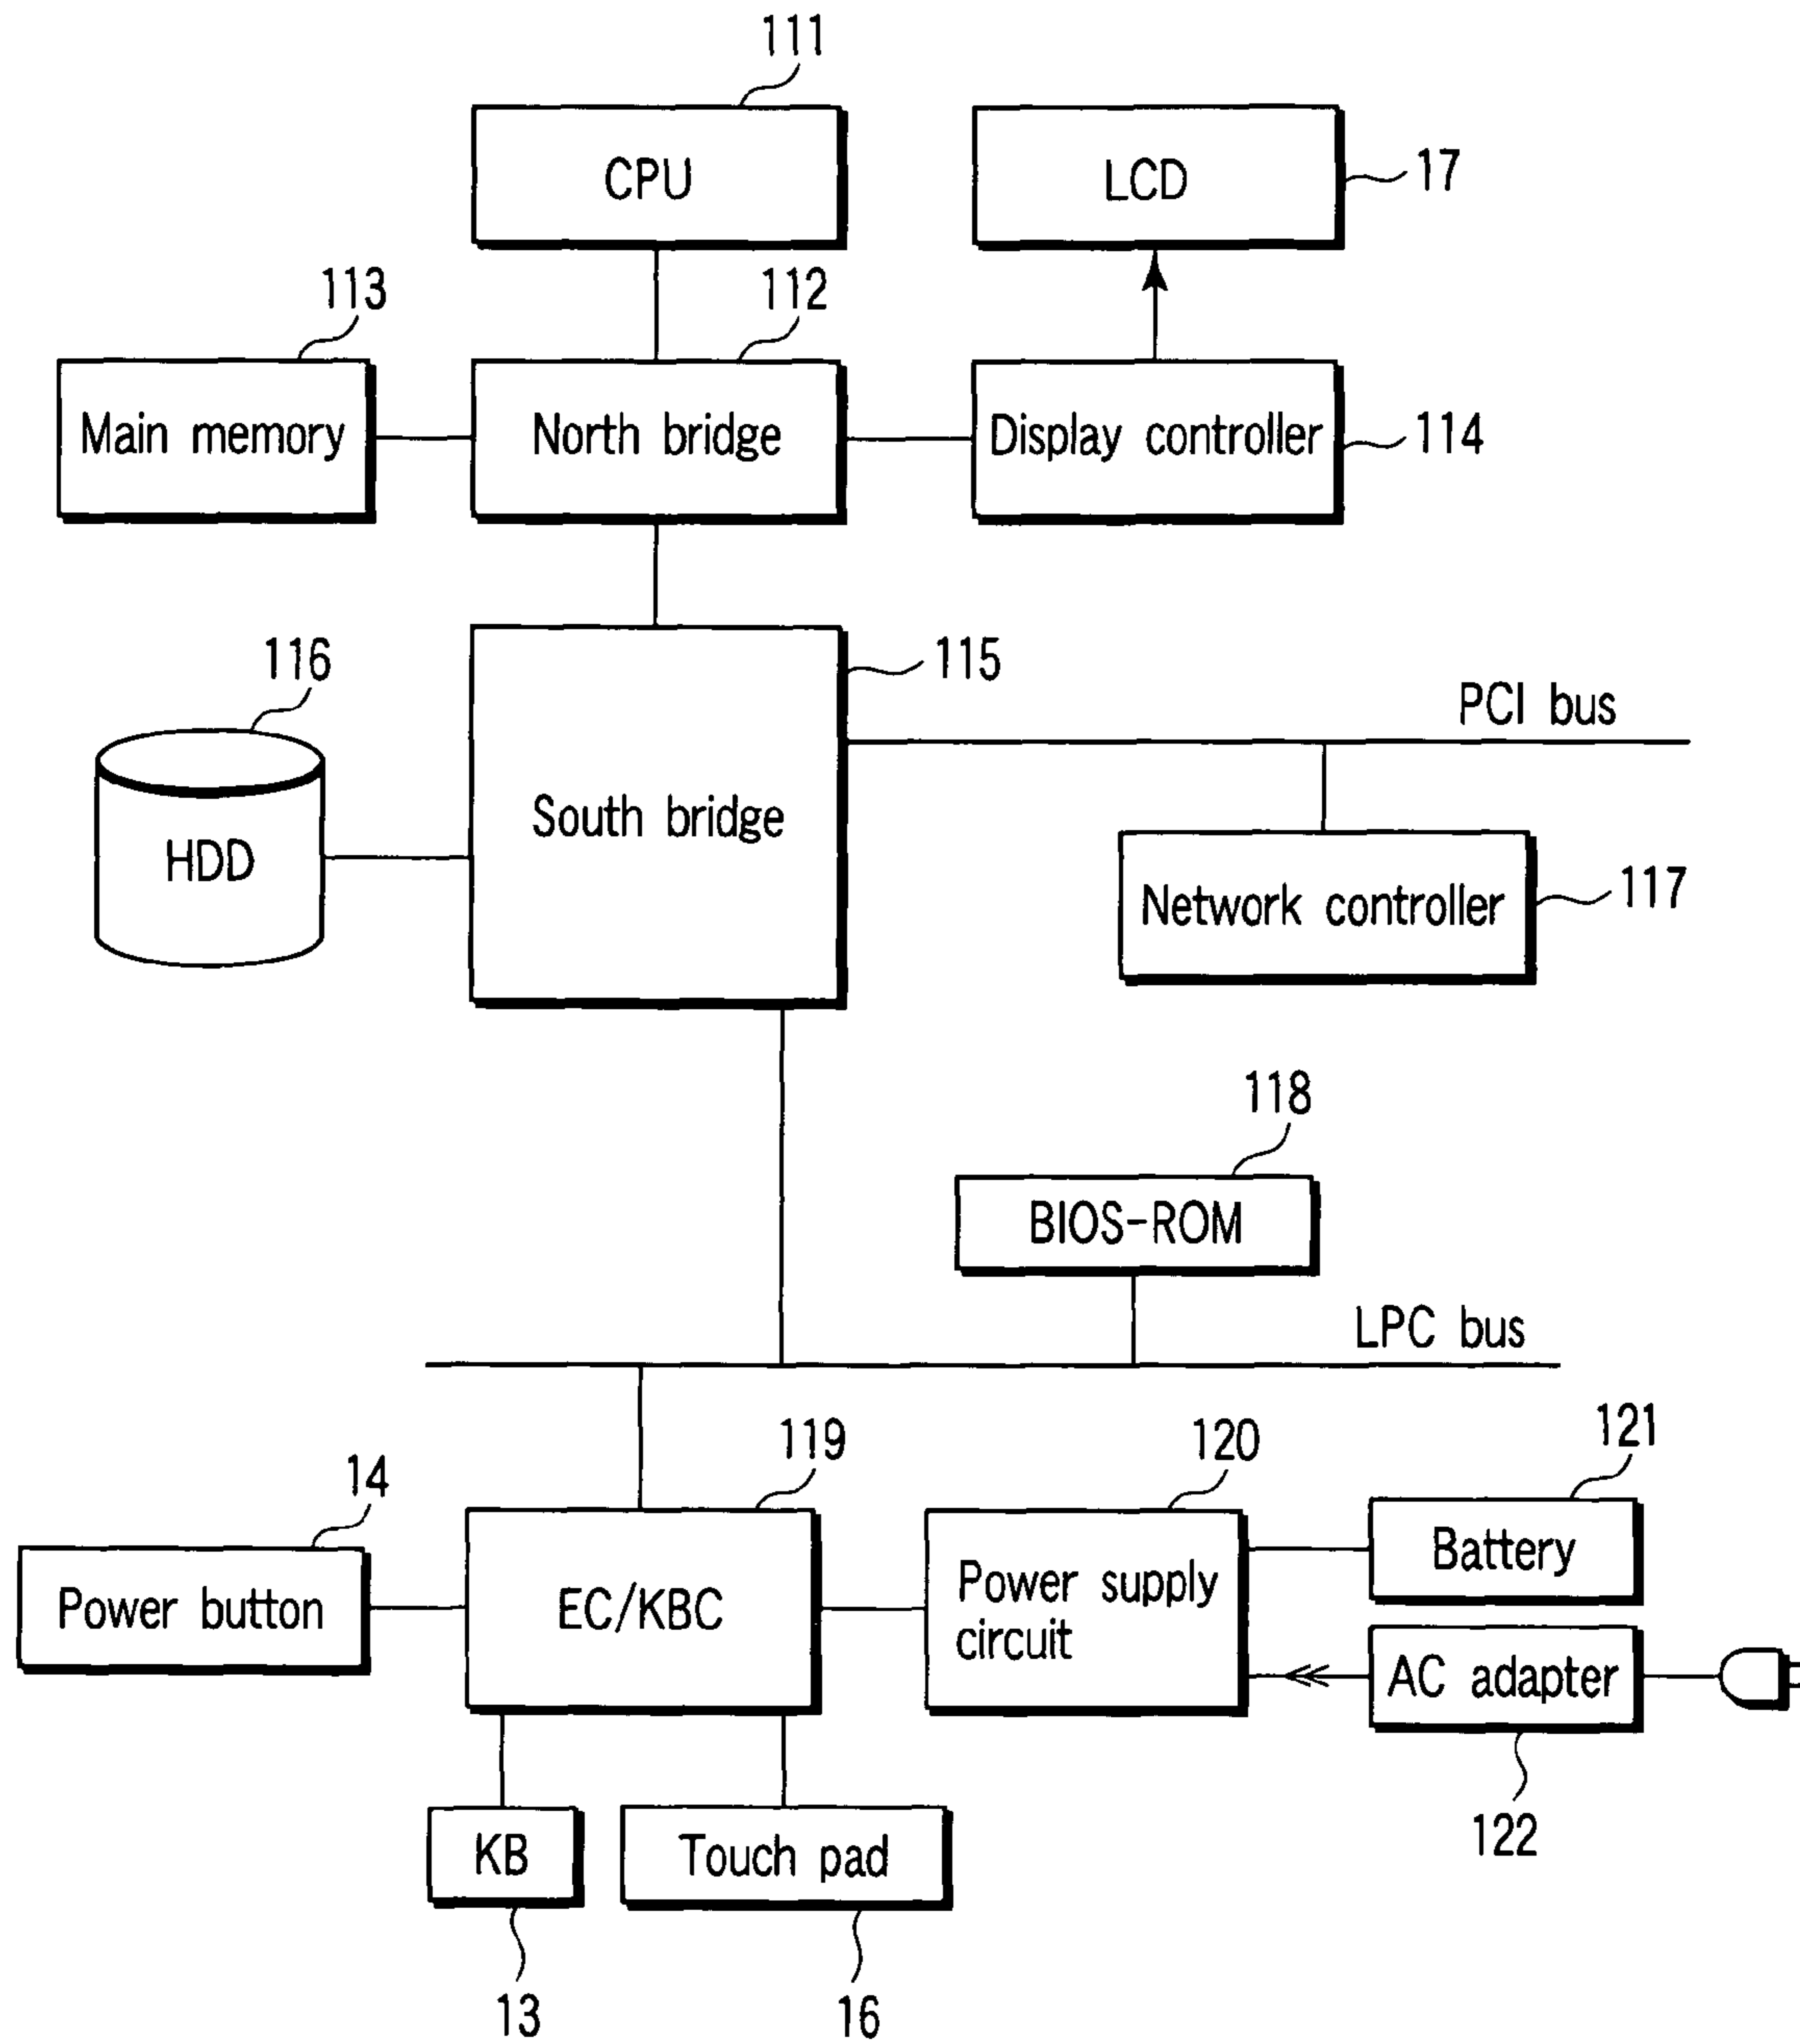 111
CPU
LCD
17
113
112
Main memory
North bridge
Display controller
114
116
115
PCI bus
South bridge
HDD
Network controller
117
118
BIOS-ROM
LPC bus
14
119
120
121
Power button
EC/KBC
Power supply
circuit
Battery
AC adapter
KB
Touch pad
122
13
16